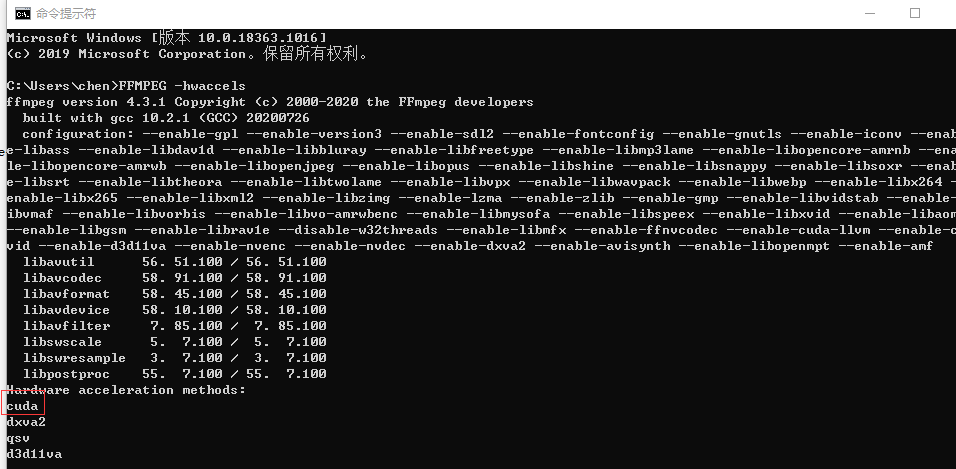 命令提示符
Microsoft Windows [版本 10.0.18363.1016]
(c) 2019 Microsoft Corporation。保留所有权利。
C:\Users\chen>FFMPEG -hwaccels
ffmpeg version 4.3.1 Copyright (c) 2000-2020 the FFmpeg developers
built with gcc 10.2.1 (GCC) 20200726
configuration: --enable-gpl --enable-version3 --enable-sdl2 --enable-fontconfig --enable-gnutls --enable-iconv --enab
e-libass --enable-libdav1d --enable-libbluray --enable-libfreetype --enable-libmp3lame --enable-libopencore-amrnb --en
le-libopencore-amrwb --enable-libopenjpeg --enable-libopus --enable-libshine --enable-libsnappy --enable-libsoxr --ena
e-libsrt --enable-libtheora --enable-libtwolame --enable-libvpx --enable-libwavpack --enable-libwebp --enable-libx264 -
enable-libx265 --enable-libxml2 --enable-libzimg --enable-lzma --enable-zlib --enable-gmp --enable-libvidstab --enable-
ibvmaf --enable-libvorbis --enable-libvo-amrwbenc --enable-libmysofa --enable-libspeex --enable-libxvid --enable-libaom
--enable-libgsm --enable-librav1e --disable-w32threads --enable-libmfx --enable-ffnvcodec --enable-cuda-llvm --enable-c
vid --enable-d3d11va --enable-nvenc --enable-nvdec --enable-dxva2 --enable-avisynth --enable-libopenmpt --enable-amf
libavutil 56. 51.100 / 56. 51.100
libavcodec 58. 91.100 / 58. 91.100
libavformat 58. 45.100 / 58. 45.100
libavdevice 58. 10.100 / 58. 10.100
libavfilter 7. 85.100 / 7. 85.100
libswscale 5. 7.100 / 5. 7.100
libswresample 3. 7.100 / 3. 7.100
libpostproc 55. 7.100 / 55. 7.100
Hardware acceleration methods:
cuda
dxva2
qsv
d3d11va